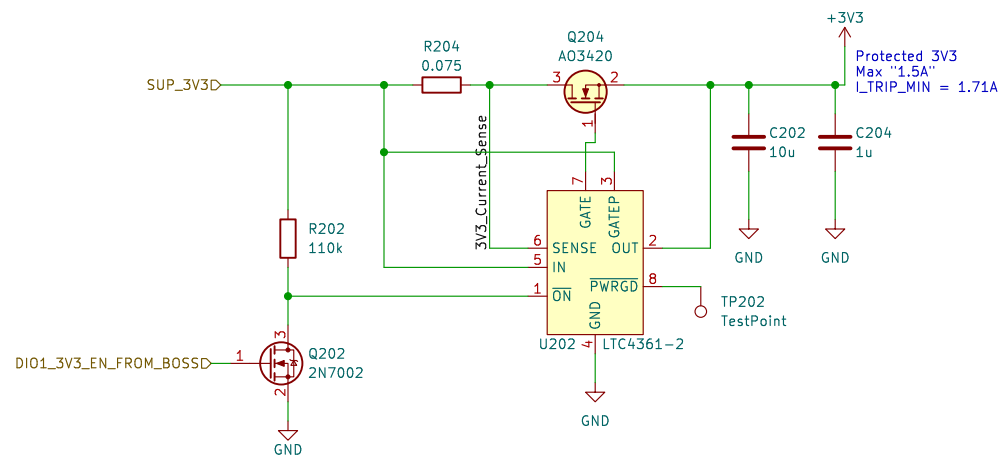 +3V3
Protected 3V3
Max "1.5A"
I_TRIP_MIN = 1.71A
Q204
AO3420
R204
0.075
SUP_3V3
3
2
1
C202
10u
C204
1u
3V3_Current_Sense
7
3
GATE
GATEP
R202
110k
6
SENSE
OUT
2
5
IN
1
ON
PWRGD
8
GND
GND
GND
TP202
TestPoint
U202
4
LTC4361-2
3
Q202
2N7002
DIO1_3V3_EN_FROM_BOSS
1
2
GND
GND